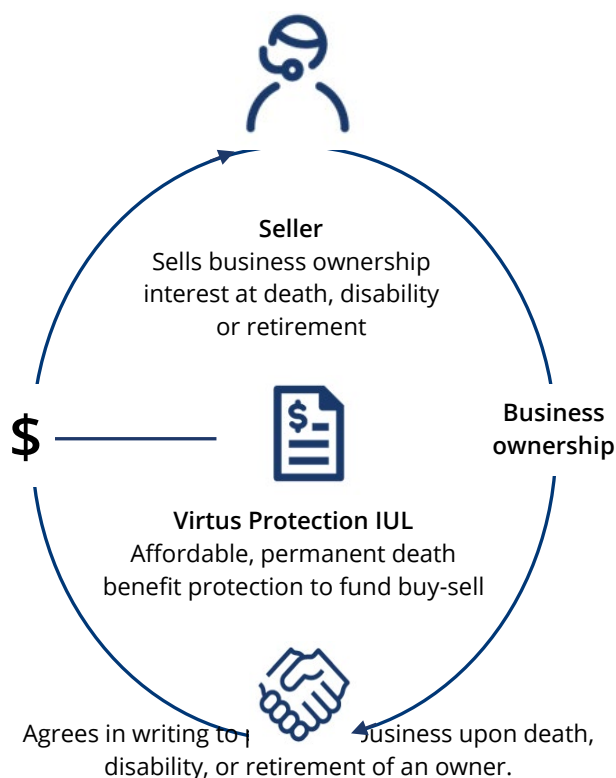 Seller
Sells business ownership
interest at death, disability
or retirement
$
$
Business
ownership
Virtus Protection IUL
Affordable, permanent death
benefit protection to fund buy-sell
Agrees in writing to upon death,
disability, or retirement of an owner.